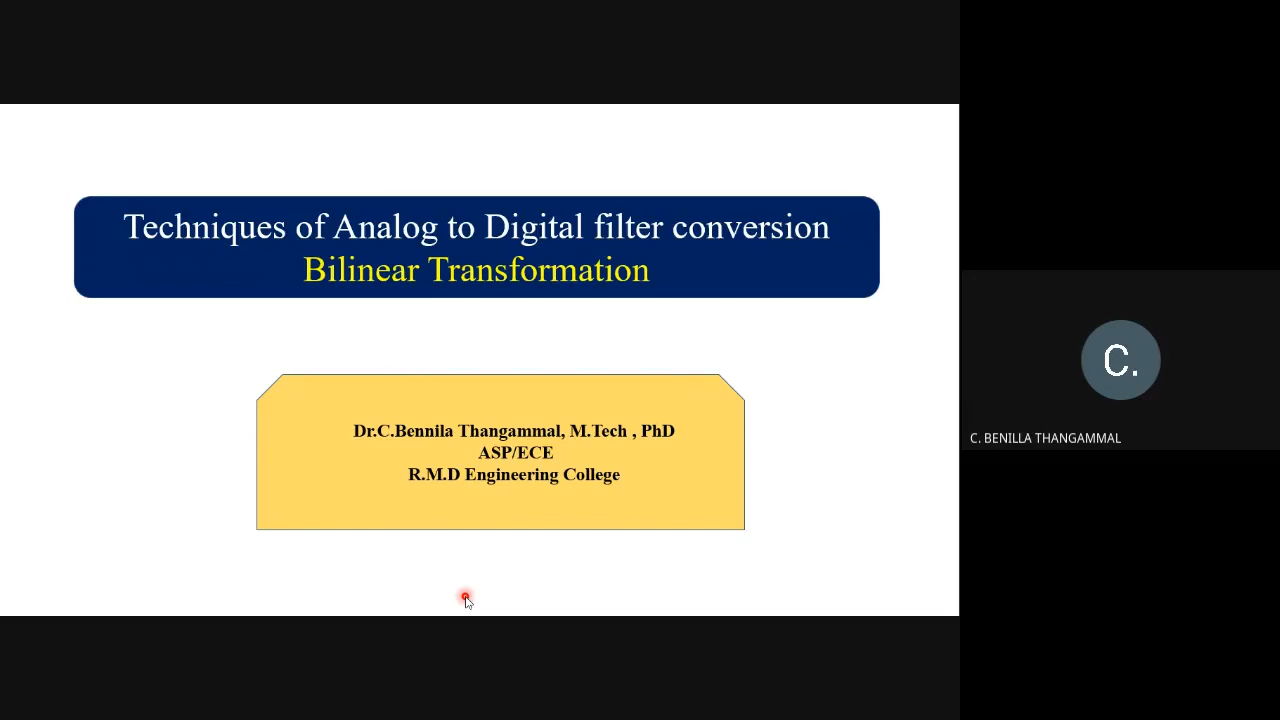 Techniques of Analog to Digital filter conversion
Bilinear Transformation
Dr.C.Bennila Thangammal, M.Tech , PhD
ASP/ECE
R.M.D Engineering College
C.
C. BENILLA THANGAMMAL